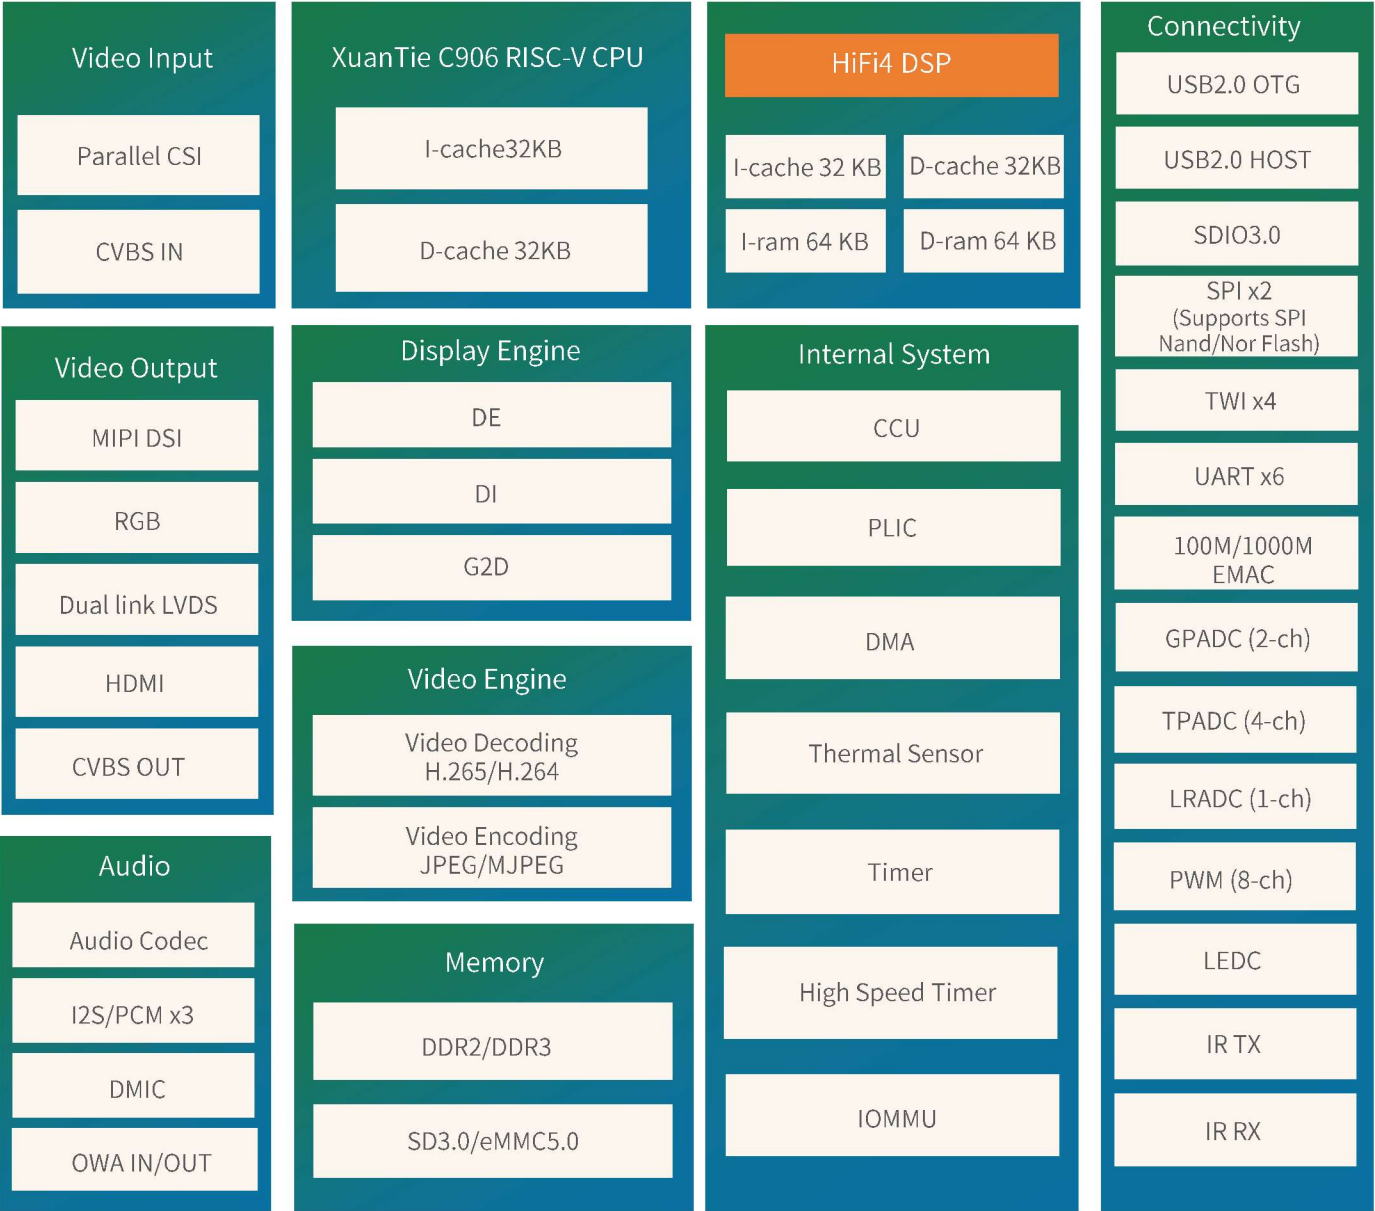 Video Input
Parallel CSI
CVBS IN
XuanTie C906 RISC-V CPU
I-cache32KB
D-cache 32KB
HiFi4 DSP
I-cache 32 KB
D-cache 32KB
I-ram 64 KB
D-ram 64 KB
Video Output
MIPI DSI
RGB
Dual link LVDS
HDMI
CVBS OUT
Display Engine
DE
DI
G2D
Video Engine
Video Decoding
H.265/H.264
Video Encoding
JPEG/MJPEG
Audio
Audio Codec
I2S/PCM x3
DMIC
OWA IN/OUT
Memory
DDR2/DDR3
SD3.0/eMMC5.0
Internal System
CCU
PLIC
DMA
Thermal Sensor
Timer
High Speed Timer
IOMMU
Connectivity
USB2.0 OTG
USB2.0 HOST
SDIO3.0
SPI x2
(Supports SPI
Nand/Nor Flash)
TWI x4
UART x6
100M/1000M
EMAC
GPADC (2-ch)
TPADC (4-ch)
LRADC (1-ch)
PWM (8-ch)
LEDC
IR TX
IR RX